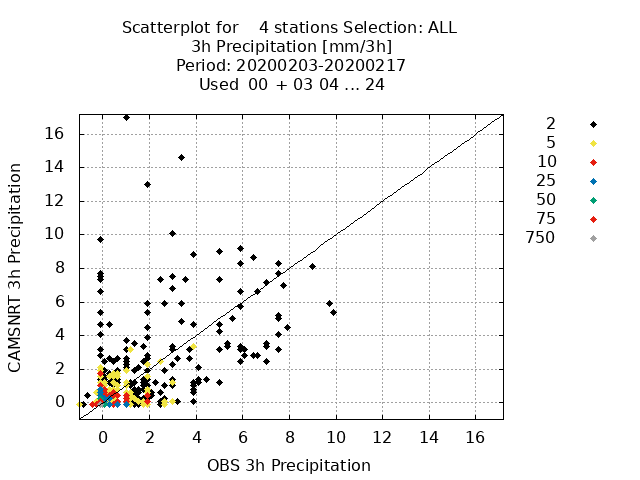 Scatterplot for    4 stations Selection: ALL
3h Precipitation [mm/3h]
Period: 20200203-20200217
Used  00 + 03 04 ... 24
2
5
10
25
50
75
750
16
14
12
10
8
6
4
2
0
CAMSNRT 3h Precipitation
0 2 4 6 8 10 12 14 16
OBS 3h Precipitation